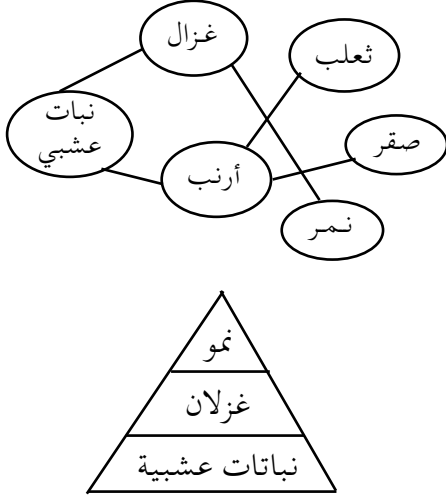 غزال
ثعلب
نبات
عشبي
صقر
أرنب
نمر
نمو
غزلان
نباتات عشبية